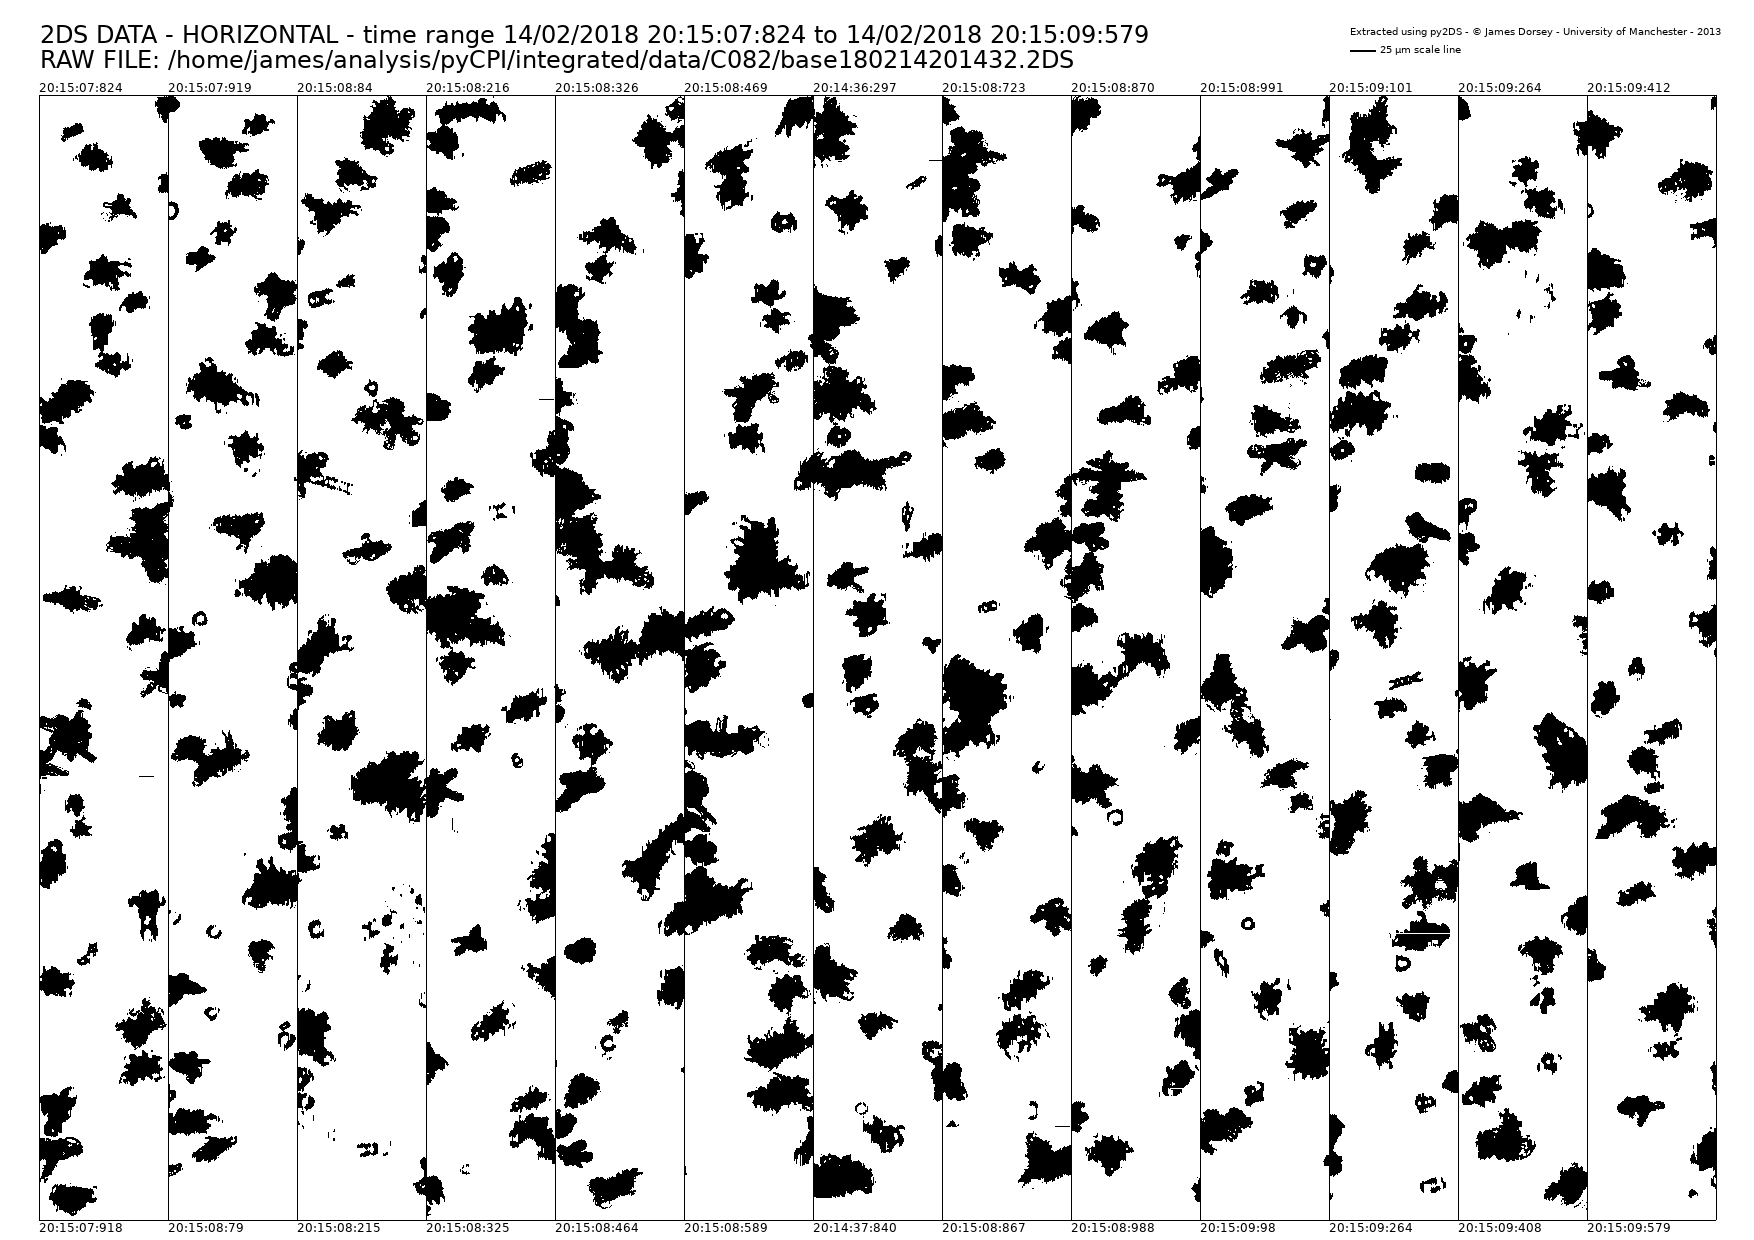 2DS DATA - HORIZONTAL - time range 14/02/2018 20:15:07:824 to 14/02/2018 20:15:09:579
RAW FILE: /home/james/analysis/pyCPI/integrated/data/C082/base180214201432.2DS
Extracted using py2DS - © James Dorsey - University of Manchester - 2013
25 µm scale line
20:15:07:824 20:15:07:919 20:15:08:84 20:15:08:216 20:15:08:326 20:15:08:469 20:14:36:297 20:15:08:723 20:15:08:870 20:15:08:991 20:15:09:101 20:15:09:264 20:15:09:412
20:15:07:918 20:15:08:79 20:15:08:215 20:15:08:325 20:15:08:464 20:15:08:589 20:14:37:840 20:15:08:867 20:15:08:988 20:15:09:98 20:15:09:264 20:15:09:408 20:15:09:579